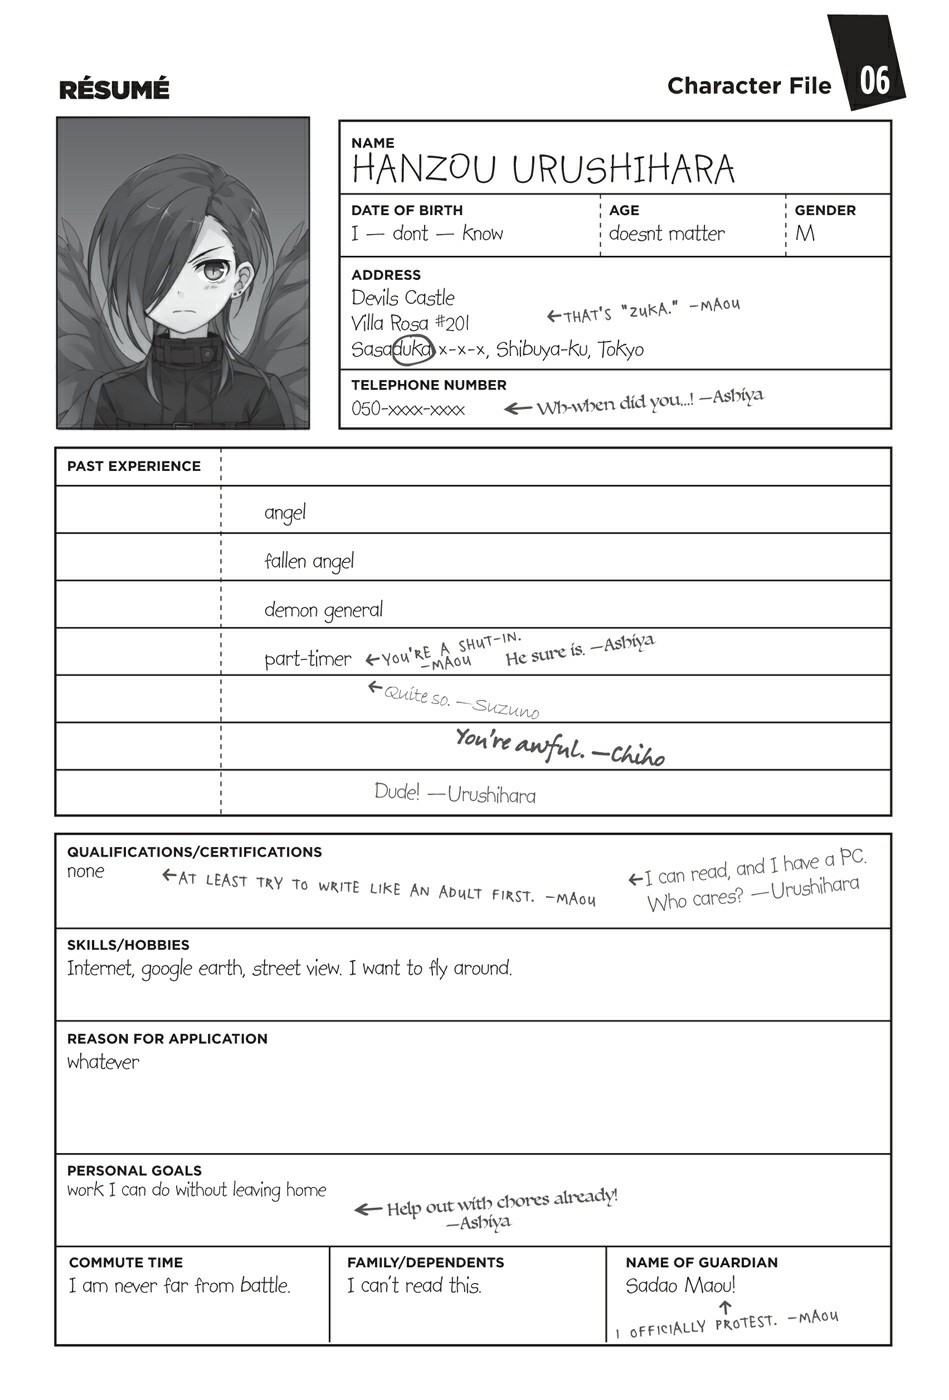 RÉSUMÉ
Character File 06
NAME
HANZOU URUSHIHARA
DATE OF BIRTH
I — dont — know
AGE
doesnt matter
GENDER
M
ADDRESS
Devils Castle
Villa Rosa #201
←THAT'S "ZUKA." —MAOU
Sasaduka x-x-x, Shibuya-ku, Tokyo
TELEPHONE NUMBER
050-xxxx-xxxx ← Wh-when did you...! —Ashiya
PAST EXPERIENCE
angel
fallen angel
demon general
part-timer
←YOU'RE A SHUT-IN.
—MAOU
He sure is. —Ashiya
←Quite so. —Suzuno
You're awful. —Chiho
Dude! —Urushihara
QUALIFICATIONS/CERTIFICATIONS
none
←AT LEAST TRY TO WRITE LIKE AN ADULT FIRST. —MAOU
←I can read, and I have a PC.
Who cares? —Urushihara
SKILLS/HOBBIES
Internet, google earth, street view. I want to fly around.
REASON FOR APPLICATION
whatever
PERSONAL GOALS
work I can do without leaving home
← Help out with chores already!
—Ashiya
COMMUTE TIME
I am never far from battle.
FAMILY/DEPENDENTS
I can't read this.
NAME OF GUARDIAN
Sadao Maou!
↑
I OFFICIALLY PROTEST. —MAOU